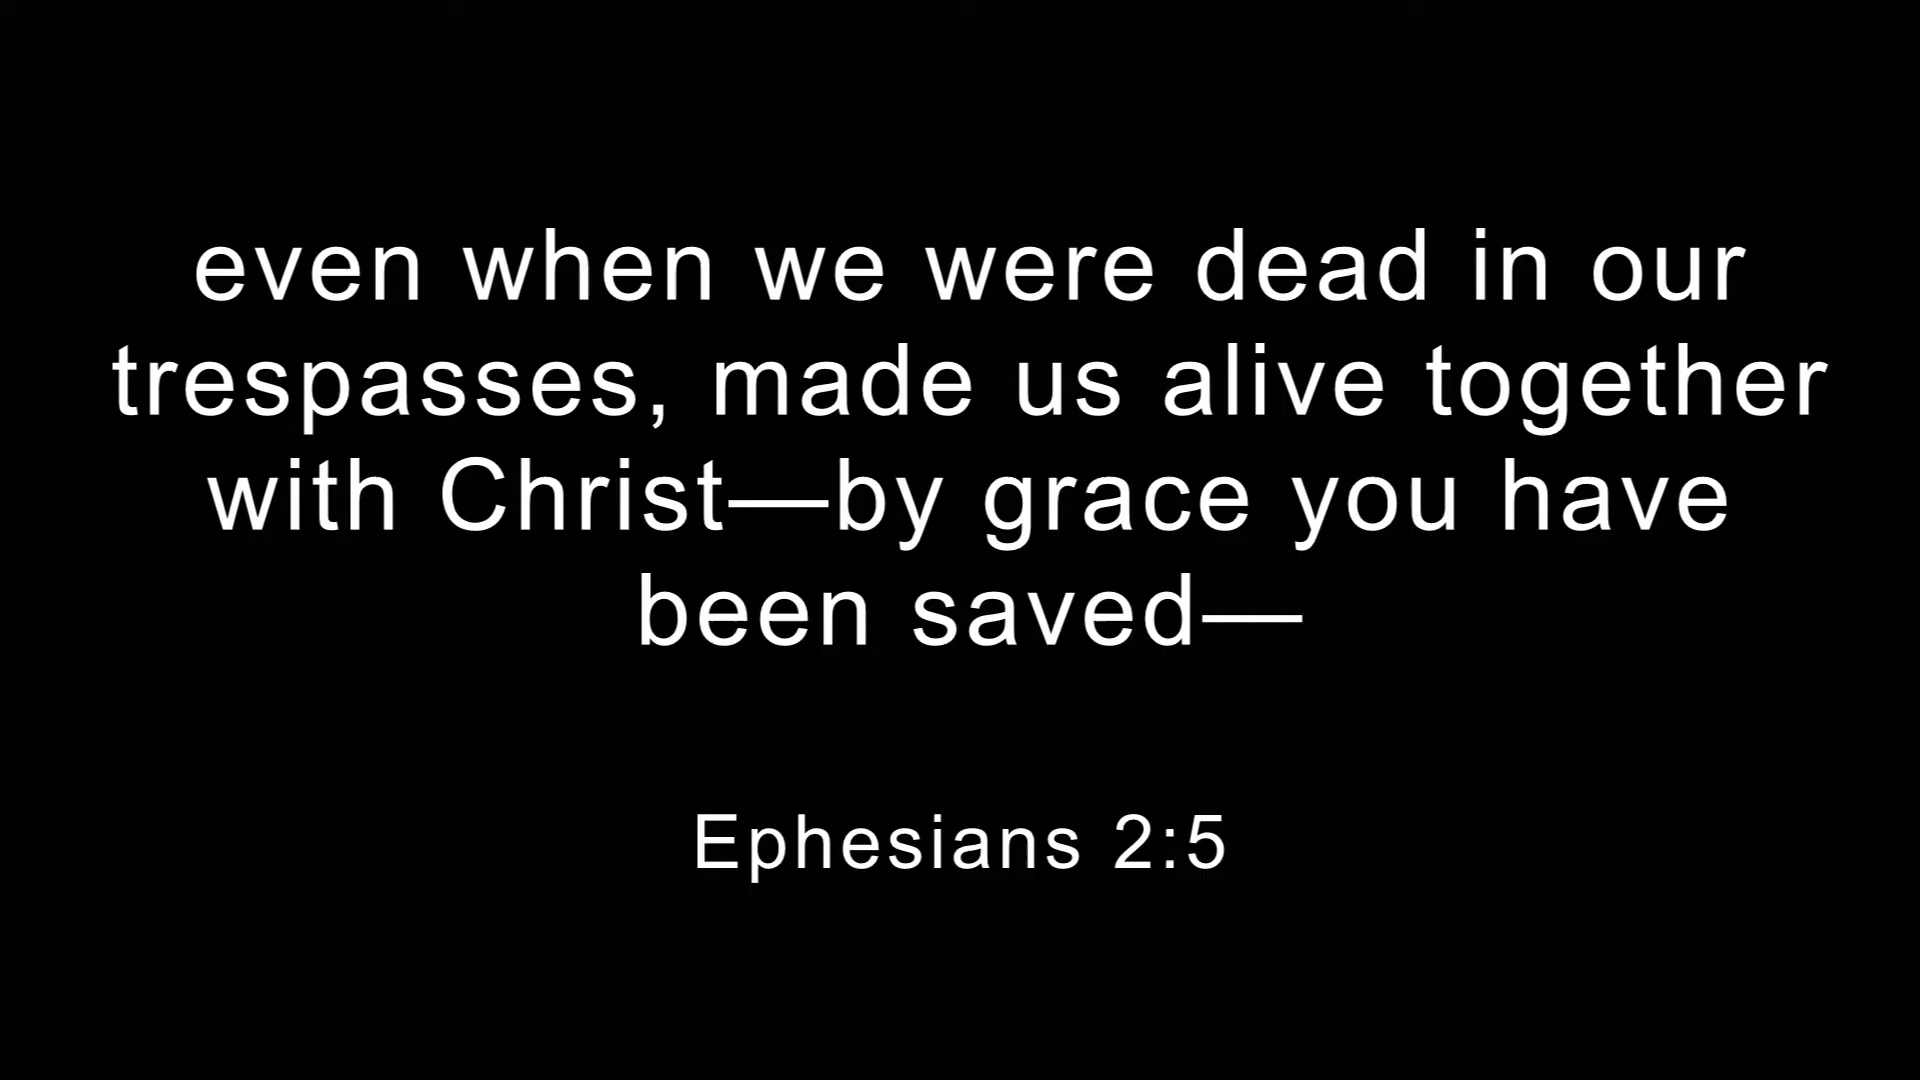 even when we were dead in our
trespasses, made us alive together
with Christ—by grace you have
been saved—
Ephesians 2:5